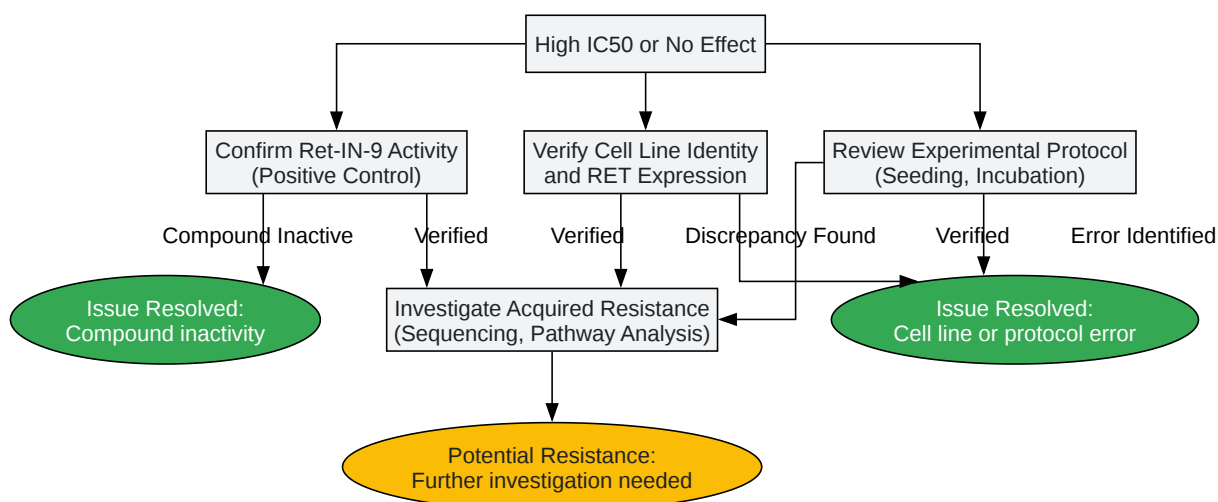 High IC50 or No Effect
Confirm Ret-IN-9 Activity
(Positive Control)
Verify Cell Line Identity
and RET Expression
Review Experimental Protocol
(Seeding, Incubation)
Compound Inactive
Verified
Verified
Discrepancy Found
Verified
Error Identified
Issue Resolved:
Compound inactivity
Investigate Acquired Resistance
(Sequencing, Pathway Analysis)
Issue Resolved:
Cell line or protocol error
Potential Resistance:
Further investigation needed